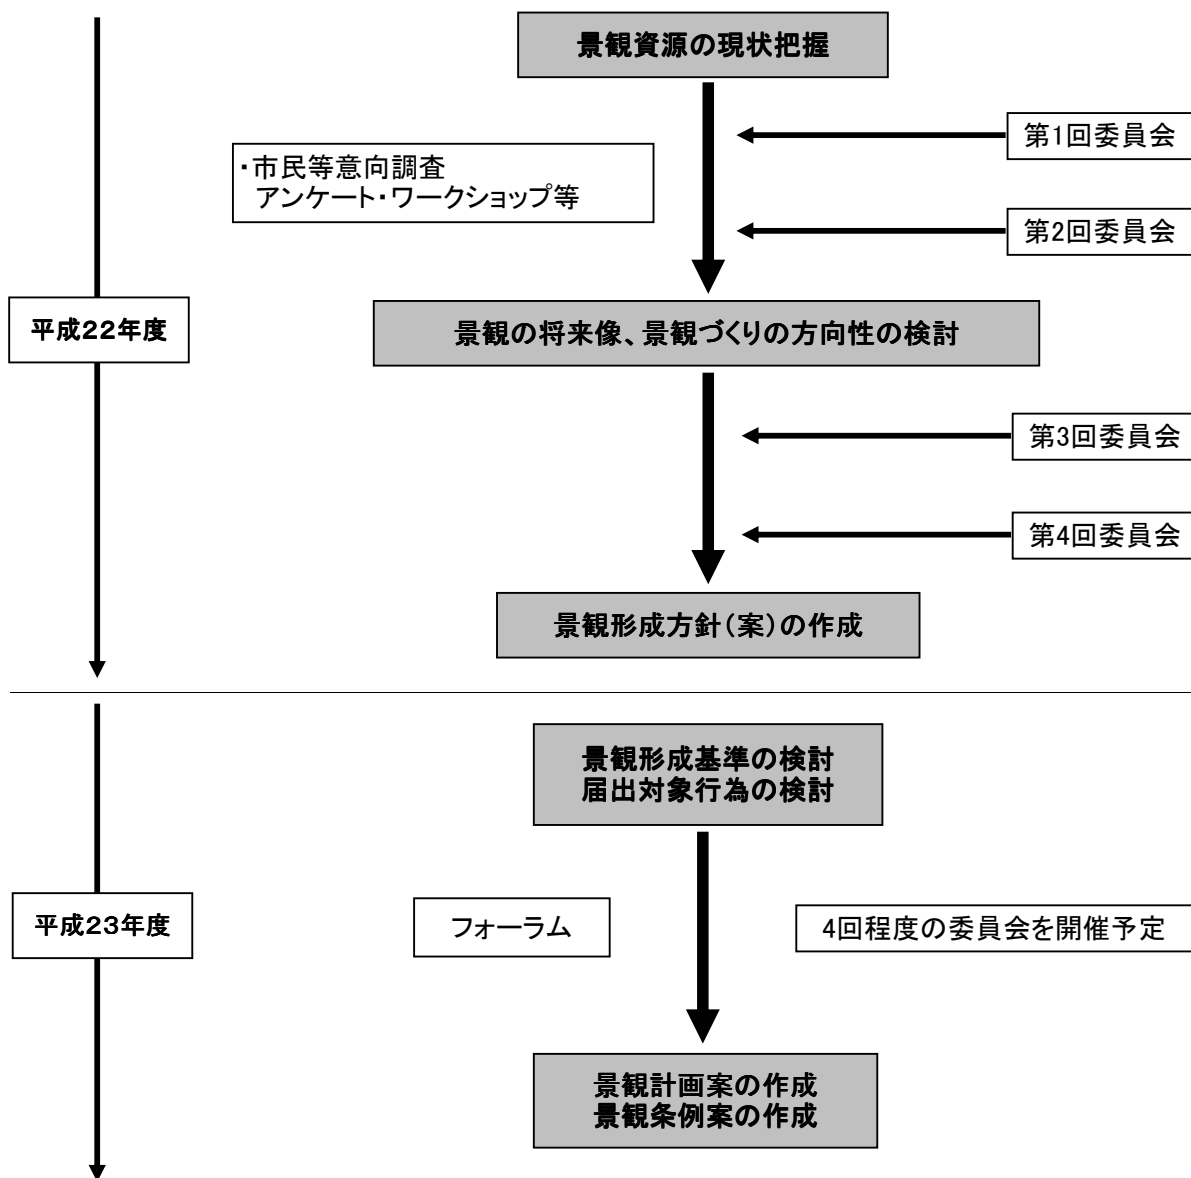 景観資源の現状把握
第1回委員会
・市民等意向調査
アンケート・ワークショップ等
第2回委員会
平成22年度
景観の将来像、景観づくりの方向性の検討
第3回委員会
第4回委員会
景観形成方針（案）の作成
景観形成基準の検討
届出対象行為の検討
平成23年度
フォーラム
4回程度の委員会を開催予定
景観計画案の作成
景観条例案の作成